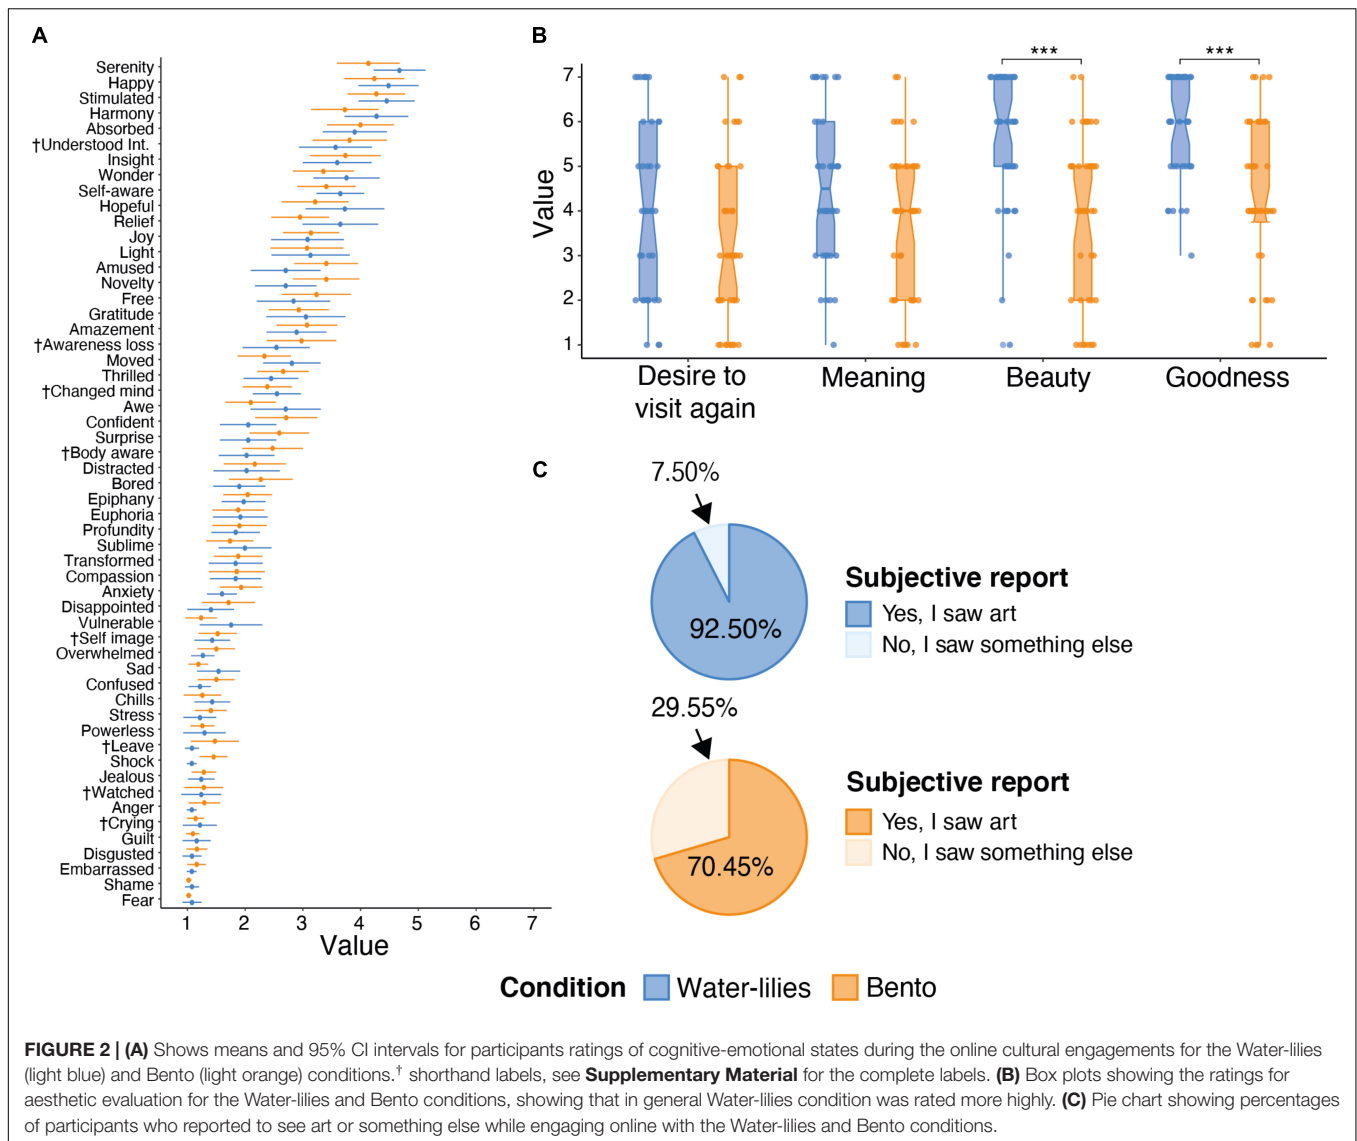 A
Serenity
Happy
Stimulated
Harmony
Absorbed
†Understood Int.
Insight
Wonder
Self-aware
Hopeful
Relief
Joy
Light
Amused
Novelty
Free
Gratitude
Amazement
†Awareness loss
Moved
Thrilled
†Changed mind
Awe
Confident
Surprise
†Body aware
Distracted
Bored
Epiphany
Euphoria
Profundity
Sublime
Transformed
Compassion
Anxiety
Disappointed
Vulnerable
†Self image
Overwhelmed
Sad
Confused
Chills
Stress
Powerless
†Leave
Shock
Jealous
†Watched
Anger
†Crying
Guilt
Disgusted
Embarrassed
Shame
Fear
1 2 3 4 5 6 7
Value
B
*** ***
7
6
5
4
3
2
1
Value
Desire to
visit again
Meaning
Beauty
Goodness
C
7.50%
92.50%
Subjective report
Yes, I saw art
No, I saw something else
29.55%
70.45%
Subjective report
Yes, I saw art
No, I saw something else
Condition Water-lilies Bento
FIGURE 2 | (A) Shows means and 95% CI intervals for participants ratings of cognitive-emotional states during the online cultural engagements for the Water-lilies
(light blue) and Bento (light orange) conditions.† shorthand labels, see Supplementary Material for the complete labels. (B) Box plots showing the ratings for
aesthetic evaluation for the Water-lilies and Bento conditions, showing that in general Water-lilies condition was rated more highly. (C) Pie chart showing percentages
of participants who reported to see art or something else while engaging online with the Water-lilies and Bento conditions.